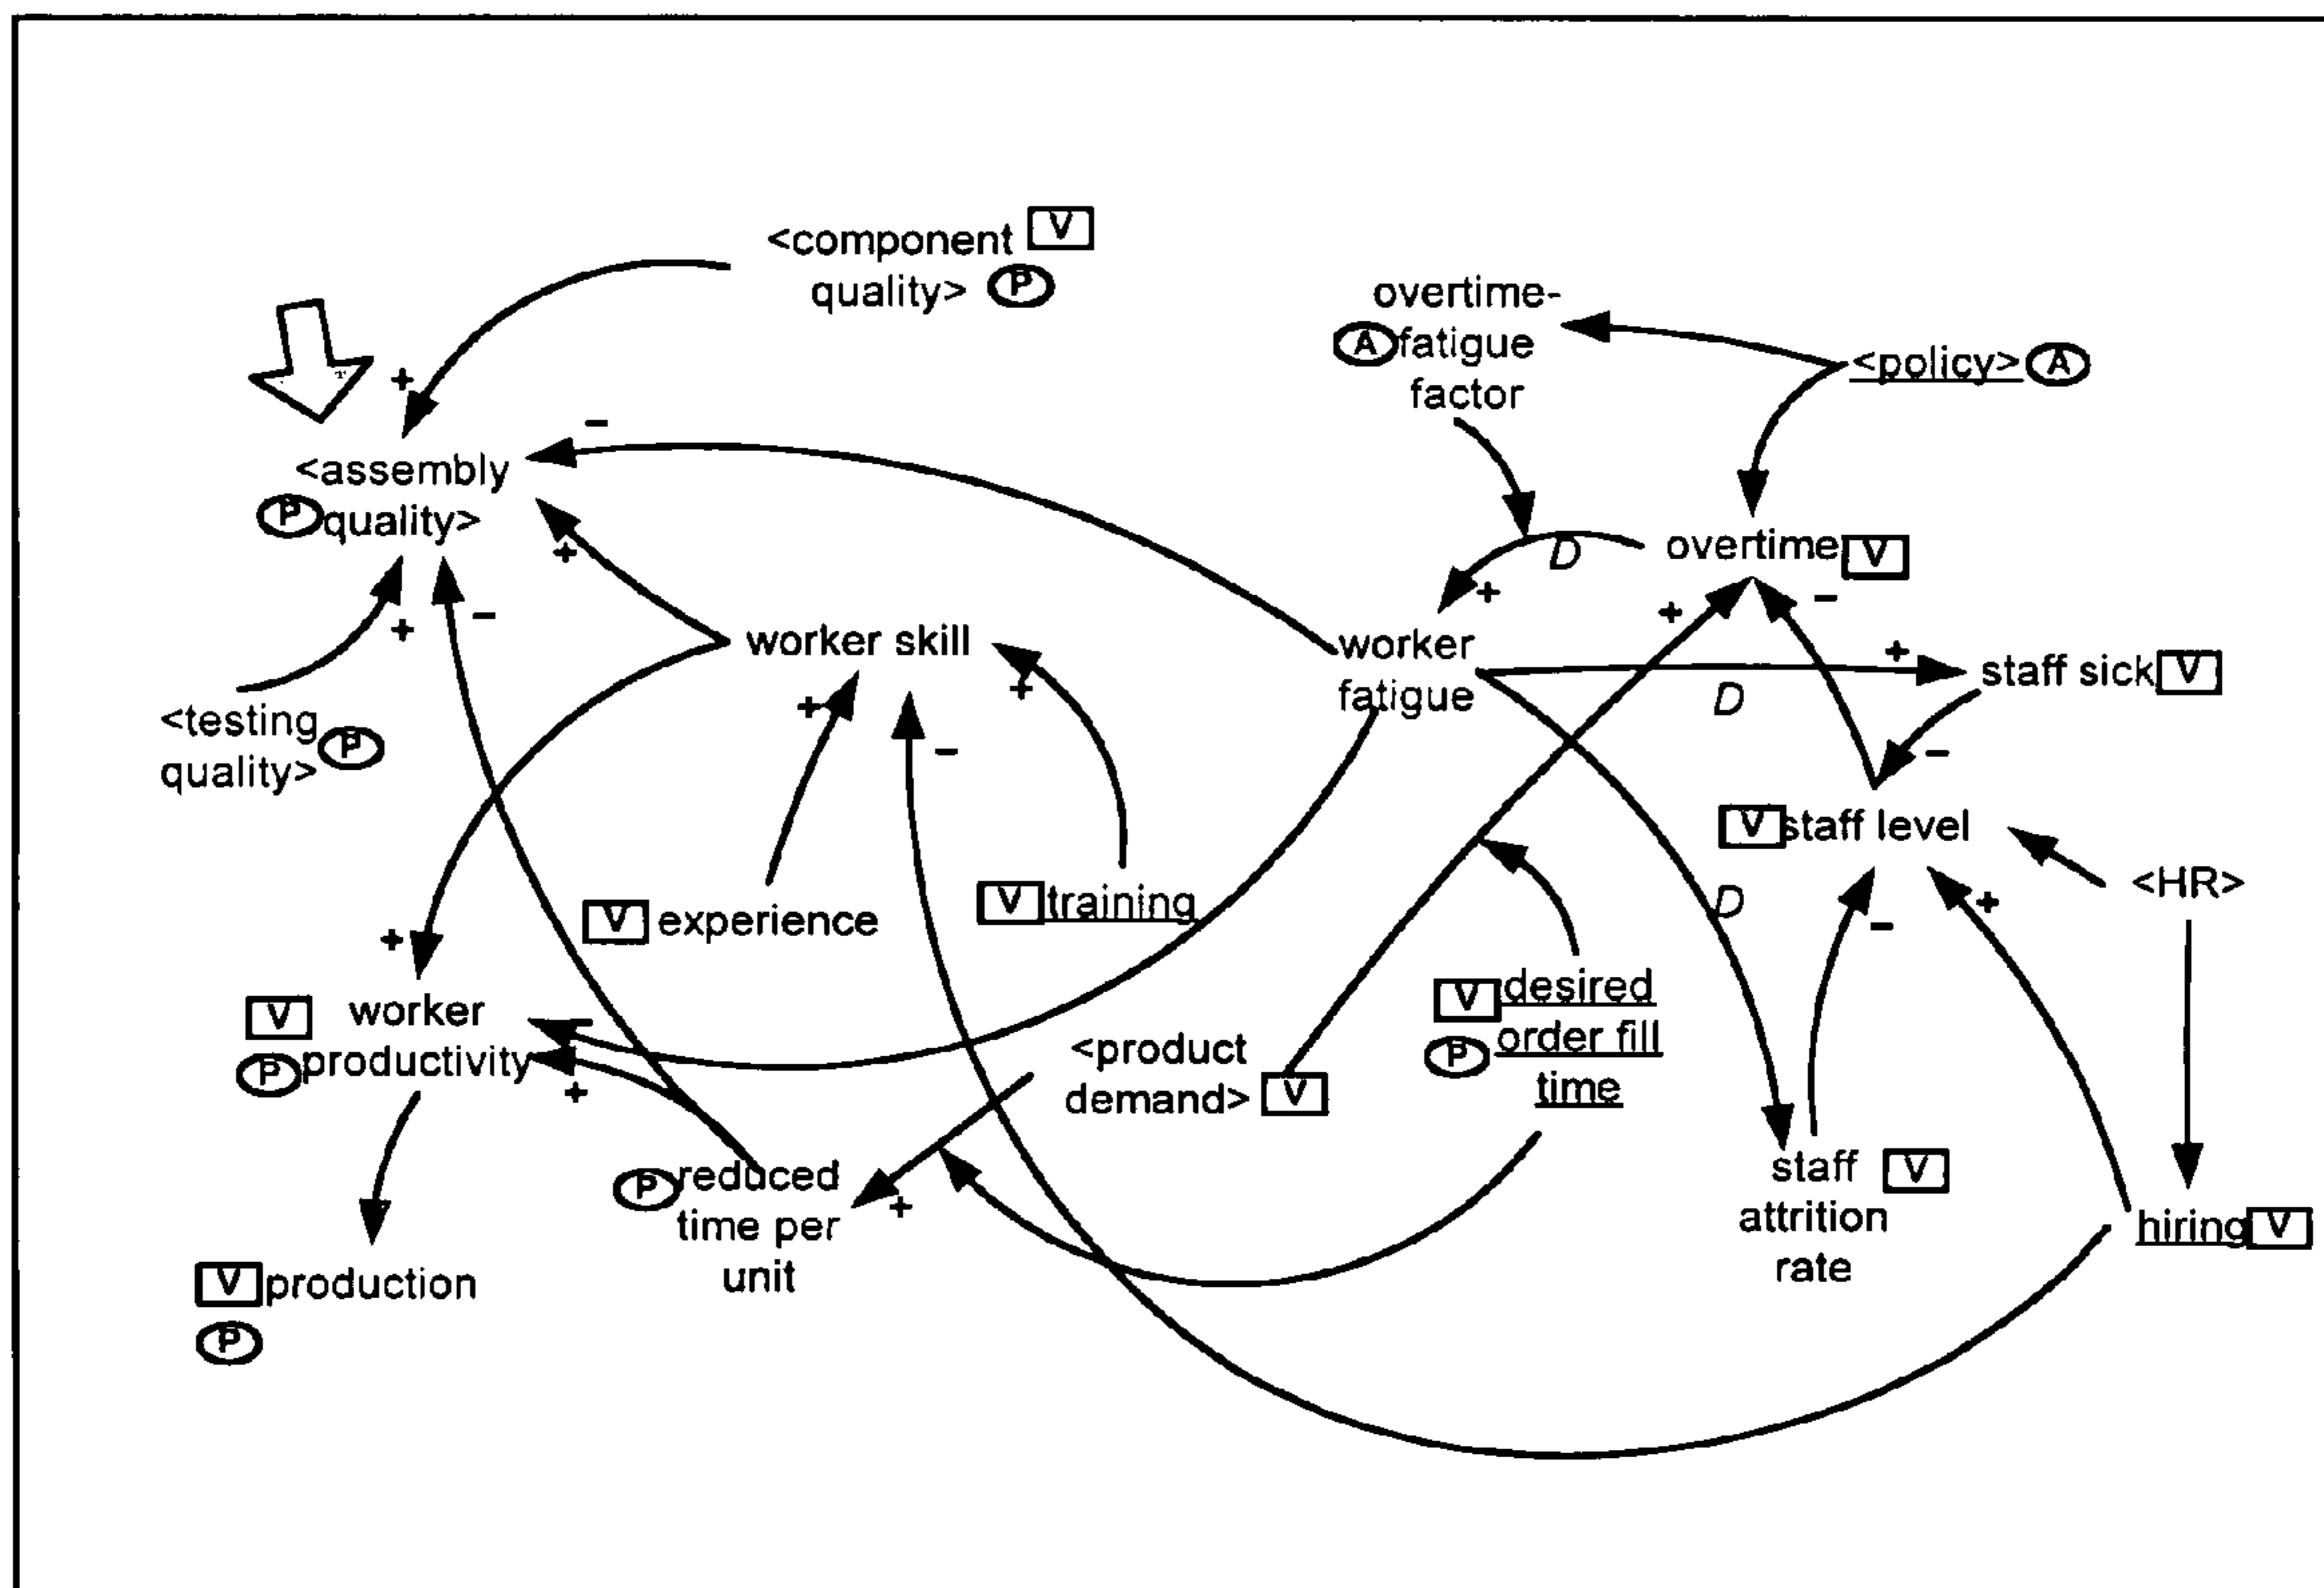 <component V
quality> P
overtime-
A fatigue
factor
<policy> A
+
−
<assembly
P quality>
+
+
−
D
+
overtime V
+
−
worker skill
worker
fatigue
+
D
staff sick V
<testing
quality> P
+
−
+
−
V staff level
V experience
V training
D
<HR>
+
−
+
V worker
P productivity
+
<product
demand> V
V desired
P order fill
time
P reduced
time per
unit
+
staff V
attrition
rate
hiring V
V production
P